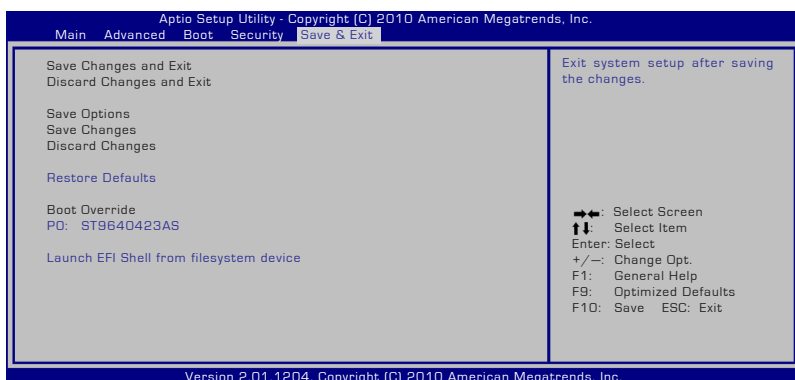 Aptio Setup Utility - Copyright (C) 2010 American Megatrends, Inc.
Main Advanced Boot Security Save & Exit
Save Changes and Exit
Discard Changes and Exit
Save Options
Save Changes
Discard Changes
Restore Defaults
Boot Override
P0: ST9640423AS
Launch EFI Shell from filesystem device
Exit system setup after saving
the changes.
→←: Select Screen
↑↓: Select Item
Enter: Select
+/—: Change Opt.
F1: General Help
F9: Optimized Defaults
F10: Save ESC: Exit
Version 2.01.1204. Copyright (C) 2010 American Megatrends, Inc.